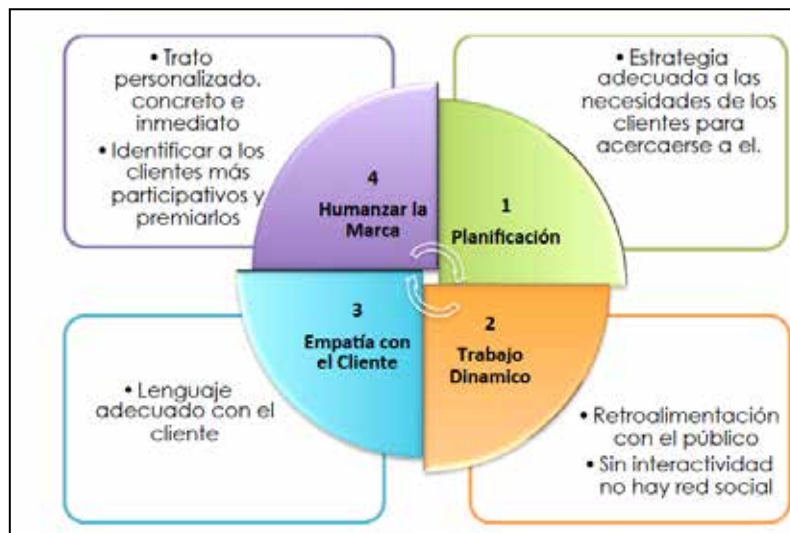 • Trato
personalizado.
concreto e
inmediato
• Identificar a los
clientes más
participativos y
premiarlos
• Estrategia
adecuada a las
necesidades de los
clientes para
acercaerse a el.
4
Humanzar la
Marca
1
Planificación
3
Empatía con
el Cliente
2
Trabajo
Dinamico
• Lenguaje
adecuado con el
cliente
• Retroalimentación
con el público
• Sin interactividad
no hay red social